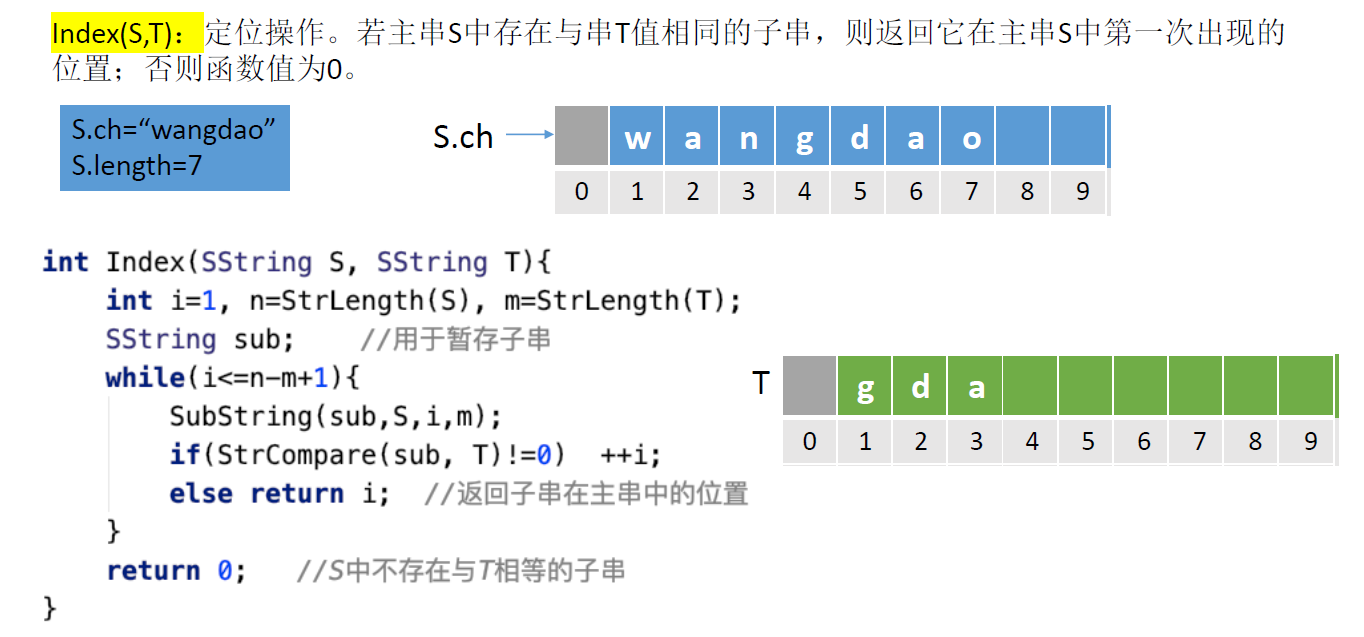 Index(S,T)：定位操作。若主串S中存在与串T值相同的子串，则返回它在主串S中第一次出现的
位置；否则函数值为0。
S.ch=“wangdao”
S.length=7
S.ch
w a n g d a o
0 1 2 3 4 5 6 7 8 9
int Index(SString S, SString T){
int i=1, n=StrLength(S), m=StrLength(T);
SString sub; //用于暂存子串
while(i<=n-m+1){
SubString(sub,S,i,m);
if(StrCompare(sub, T)!=0) ++i;
else return i; //返回子串在主串中的位置
}
return 0; //S中不存在与T相等的子串
}
T
g d a
0 1 2 3 4 5 6 7 8 9